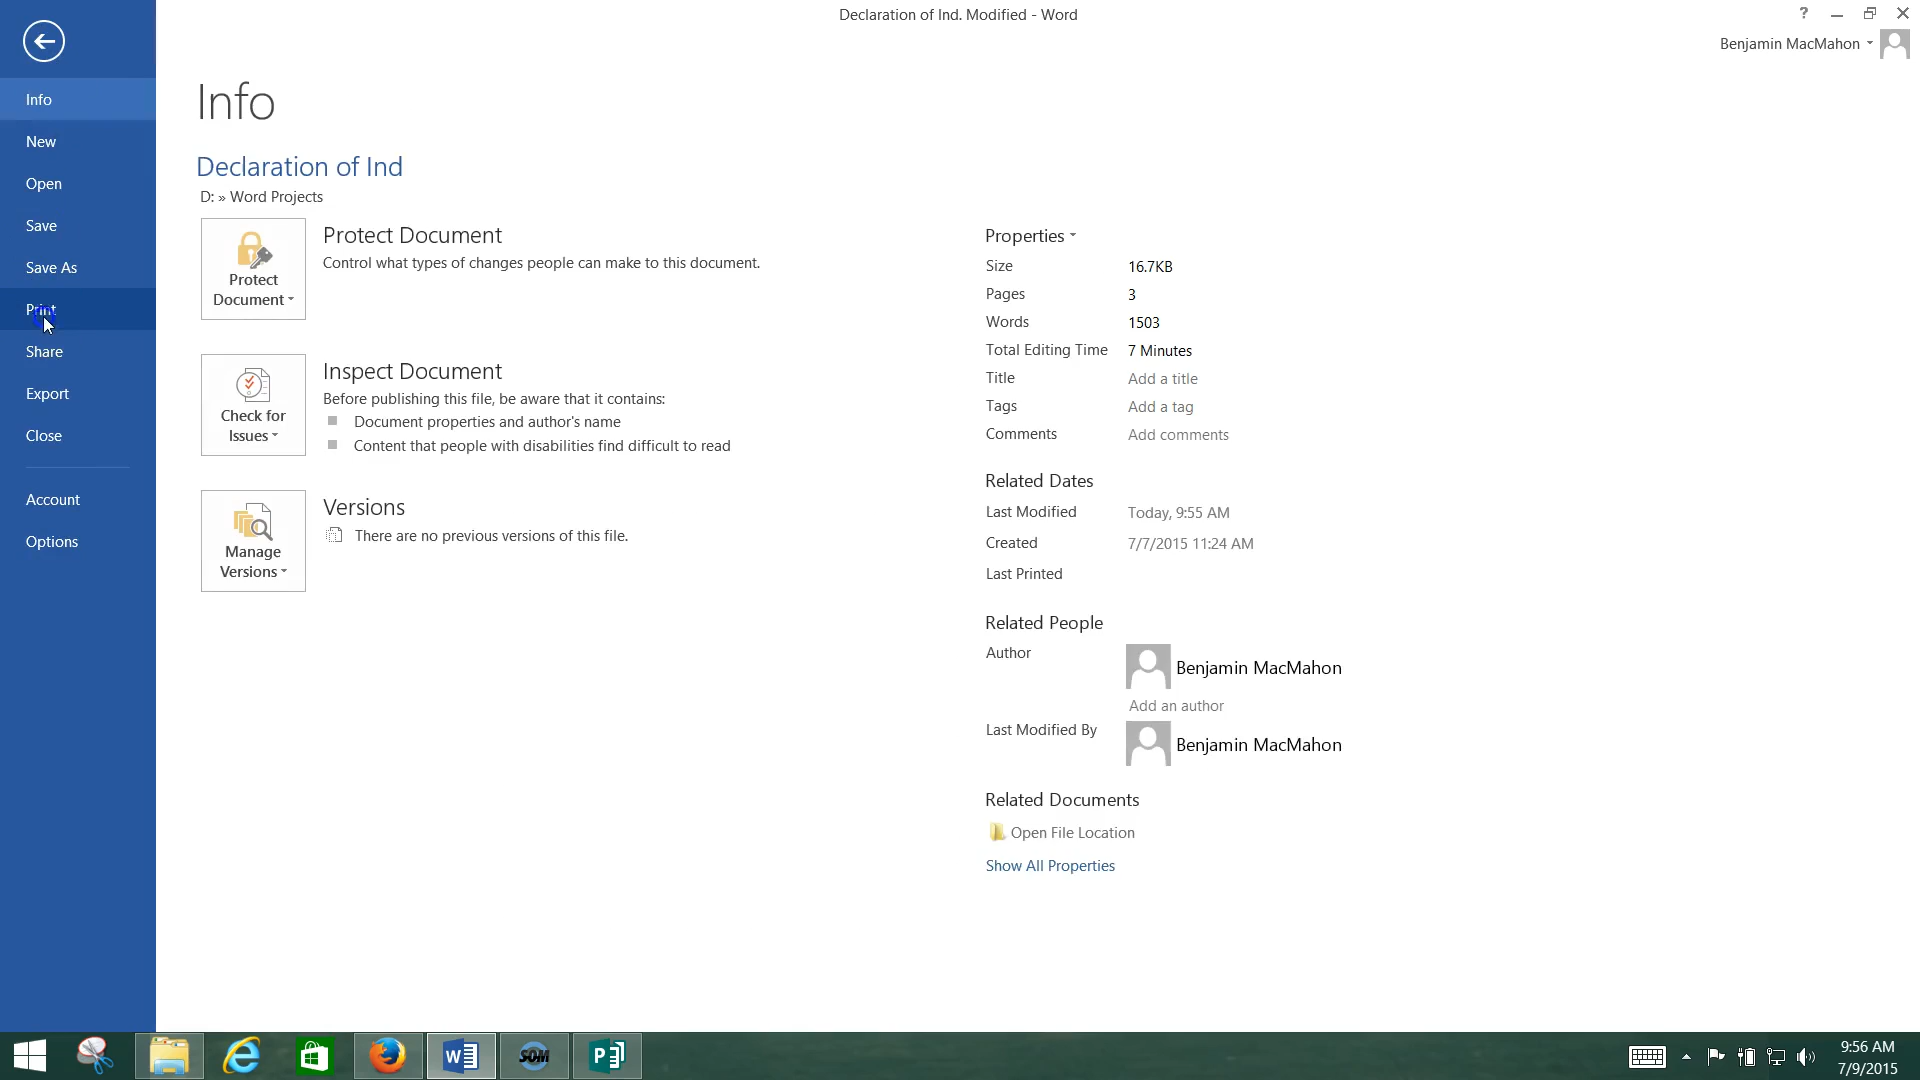 Declaration of Ind. Modified - Word
?
Benjamin MacMahon
Info
New
Open
Save
Save As
Print
Share
Export
Close
Account
Options
Info
Declaration of Ind
D: » Word Projects
Protect Document
Protect Document
Control what types of changes people can make to this document.
Check for Issues
Inspect Document
Before publishing this file, be aware that it contains:
Document properties and author's name
Content that people with disabilities find difficult to read
Manage Versions
Versions
There are no previous versions of this file.
Properties
Size 16.7KB
Pages 3
Words 1503
Total Editing Time 7 Minutes
Title Add a title
Tags Add a tag
Comments Add comments
Related Dates
Last Modified Today, 9:55 AM
Created 7/7/2015 11:24 AM
Last Printed
Related People
Author Benjamin MacMahon
Add an author
Last Modified By Benjamin MacMahon
Related Documents
Open File Location
Show All Properties
SOM
9:56 AM
7/9/2015